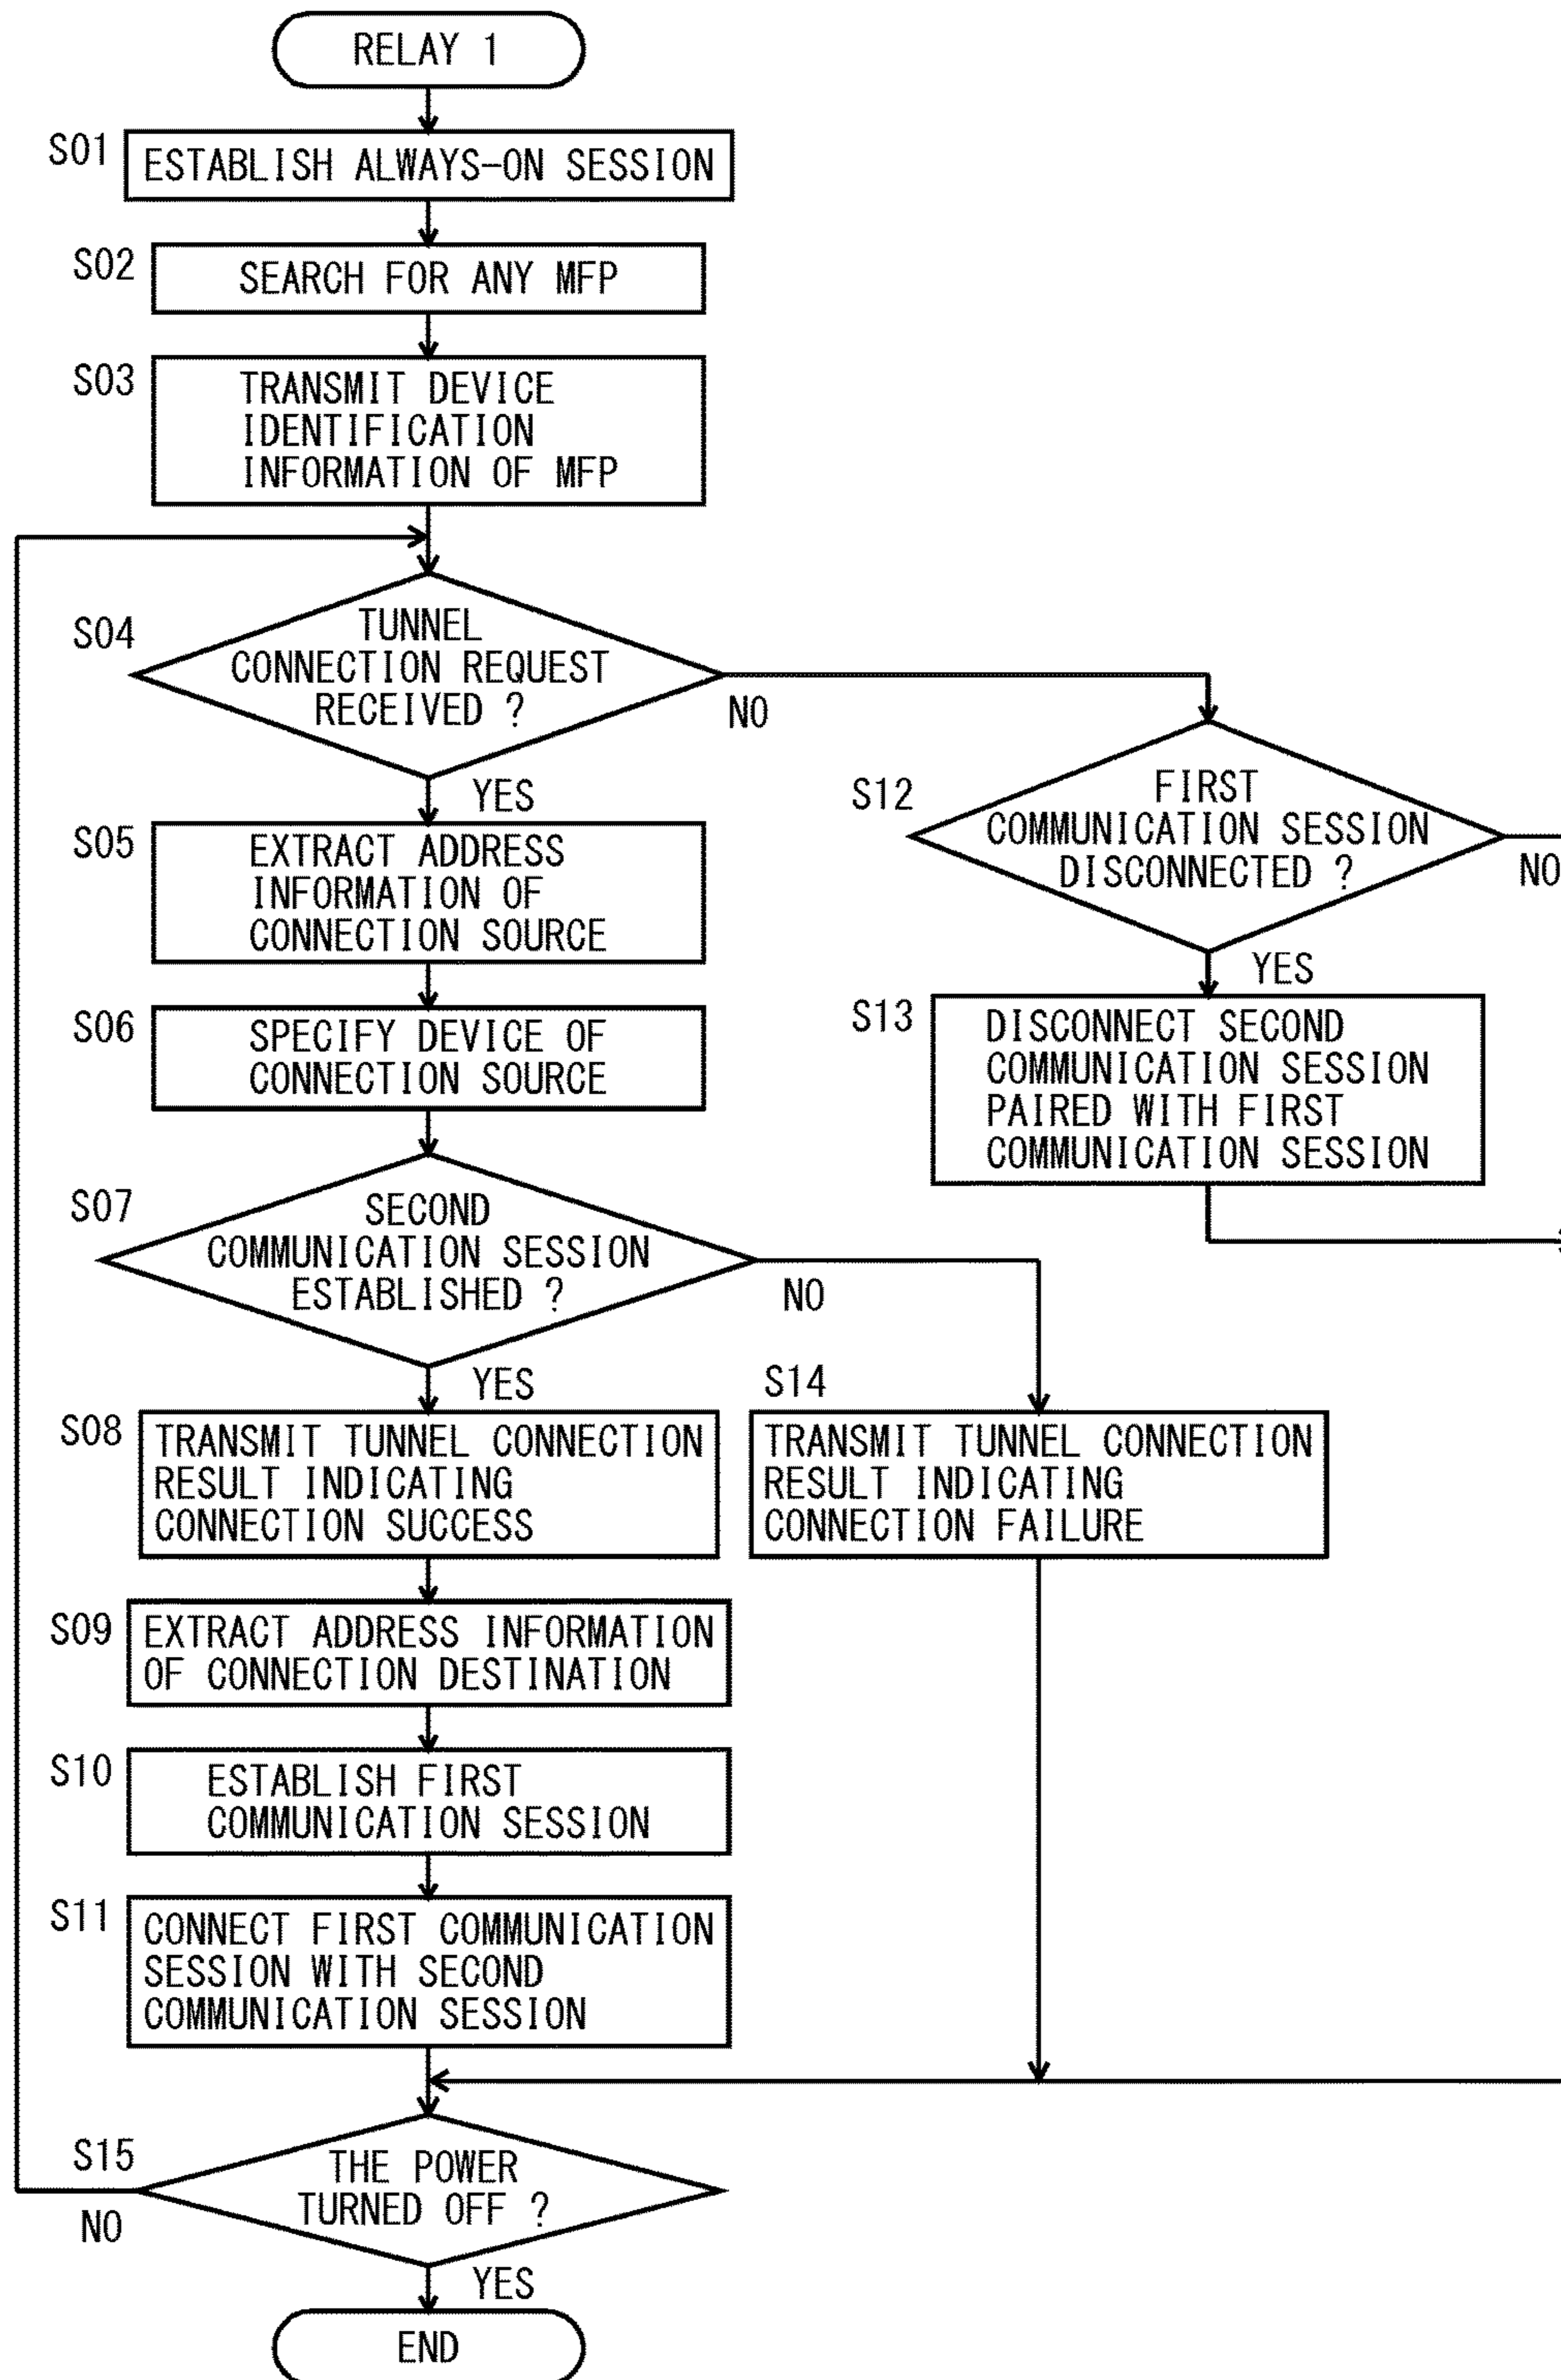 RELAY 1
S01
ESTABLISH ALWAYS-ON SESSION
S02
SEARCH FOR ANY MFP
S03
TRANSMIT DEVICE
IDENTIFICATION
INFORMATION OF MFP
S04
TUNNEL
CONNECTION REQUEST
RECEIVED ?
NO
YES
S12
FIRST
COMMUNICATION SESSION
DISCONNECTED ?
NO
YES
S05
EXTRACT ADDRESS
INFORMATION OF
CONNECTION SOURCE
S13
DISCONNECT SECOND
COMMUNICATION SESSION
PAIRED WITH FIRST
COMMUNICATION SESSION
S06
SPECIFY DEVICE OF
CONNECTION SOURCE
S07
SECOND
COMMUNICATION SESSION
ESTABLISHED ?
NO
YES
S08
TRANSMIT TUNNEL CONNECTION
RESULT INDICATING
CONNECTION SUCCESS
S14
TRANSMIT TUNNEL CONNECTION
RESULT INDICATING
CONNECTION FAILURE
S09
EXTRACT ADDRESS INFORMATION
OF CONNECTION DESTINATION
S10
ESTABLISH FIRST
COMMUNICATION SESSION
S11
CONNECT FIRST COMMUNICATION
SESSION WITH SECOND
COMMUNICATION SESSION
S15
THE POWER
TURNED OFF ?
NO
YES
END